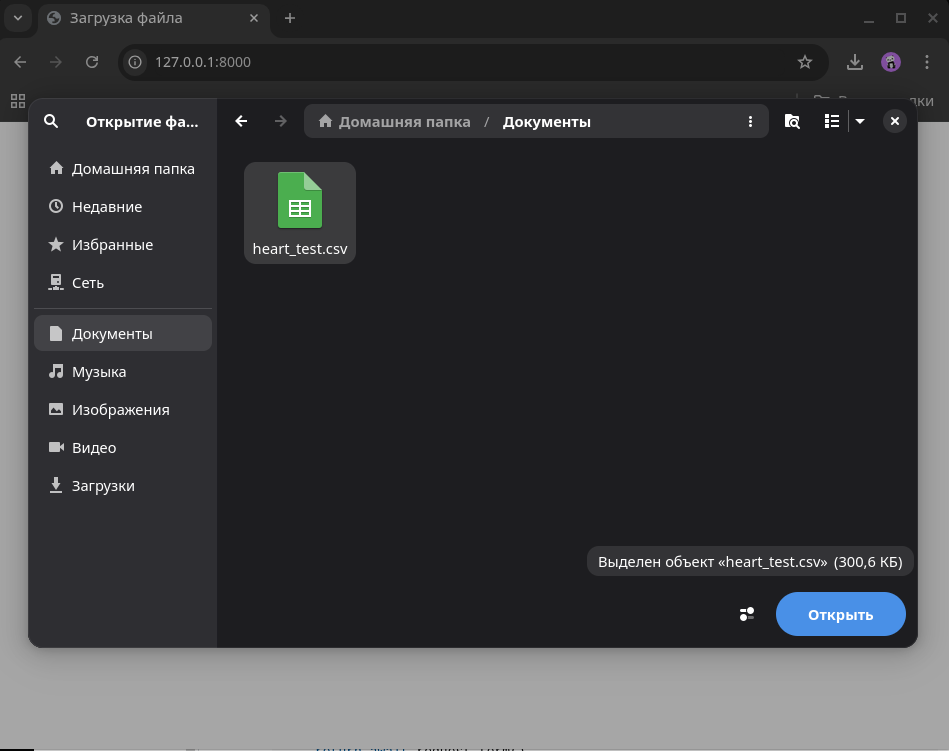 Загрузка файла
127.0.0.1:8000
Открытие фа...
Домашняя папка / Документы
Домашняя папка
Недавние
Избранные
Сеть
Документы
Музыка
Изображения
Видео
Загрузки
heart_test.csv
Выделен объект «heart_test.csv» (300,6 КБ)
Открыть